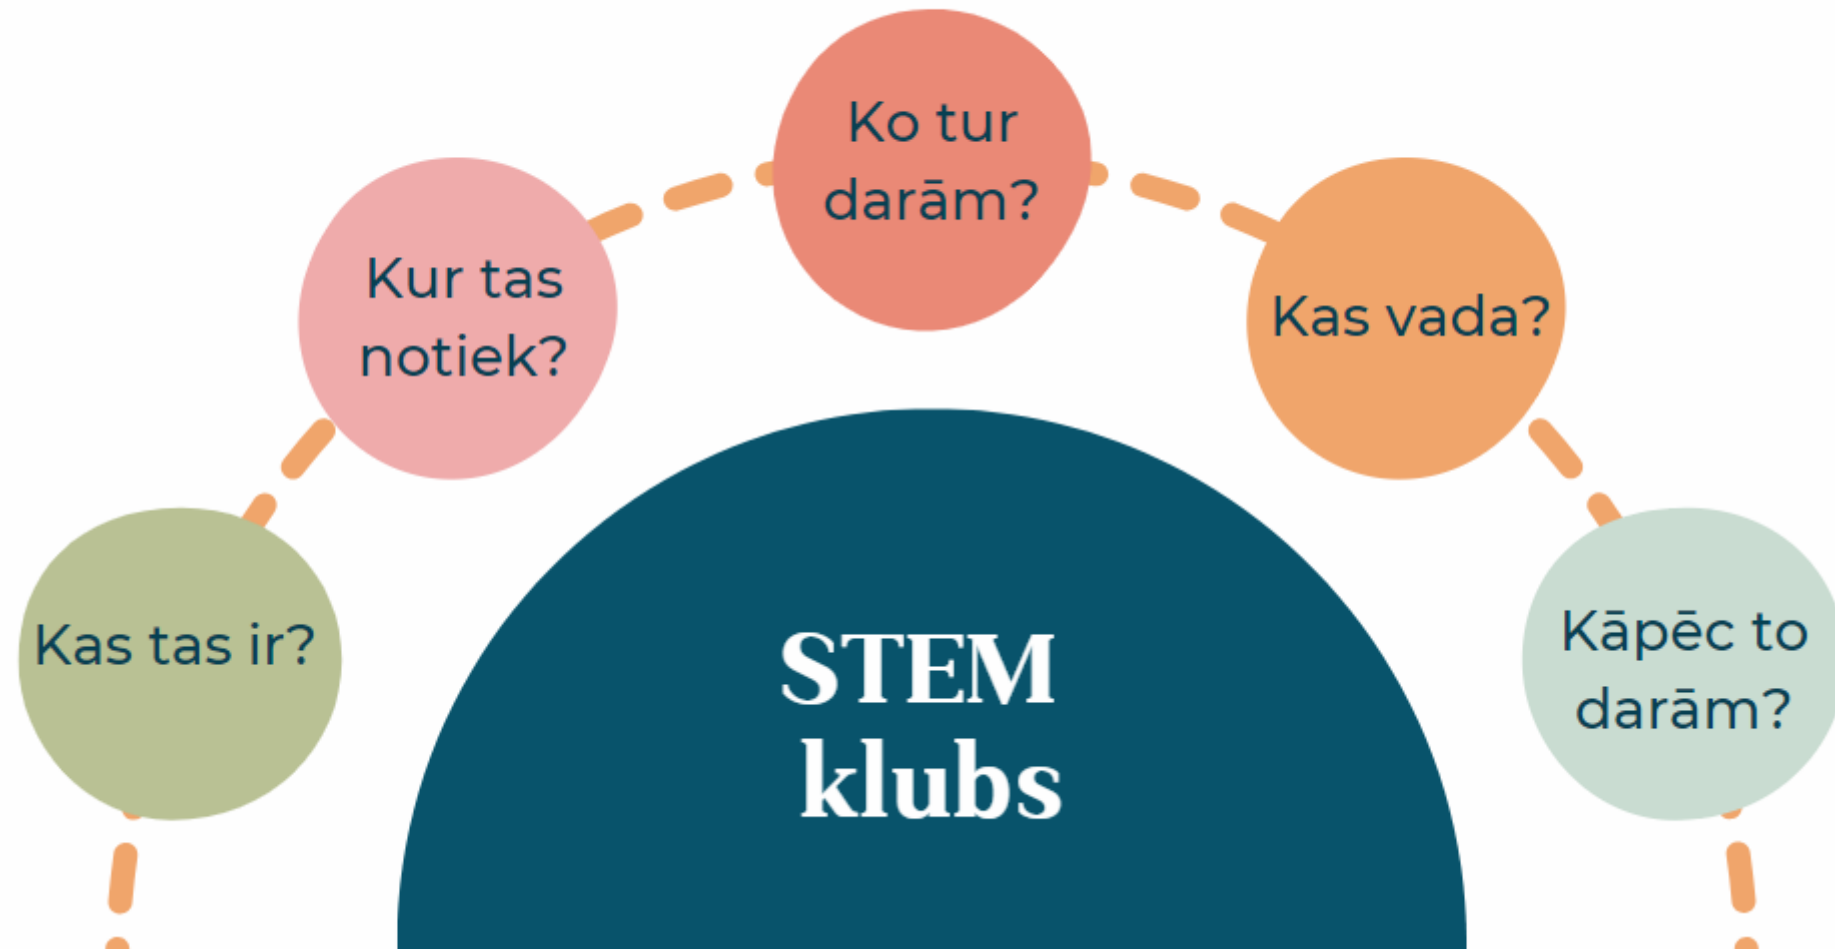 Kas tas ir?
Kur tas
notiek?
Ko tur
darām?
Kas vada?
Kāpēc to
darām?
STEM
klubs